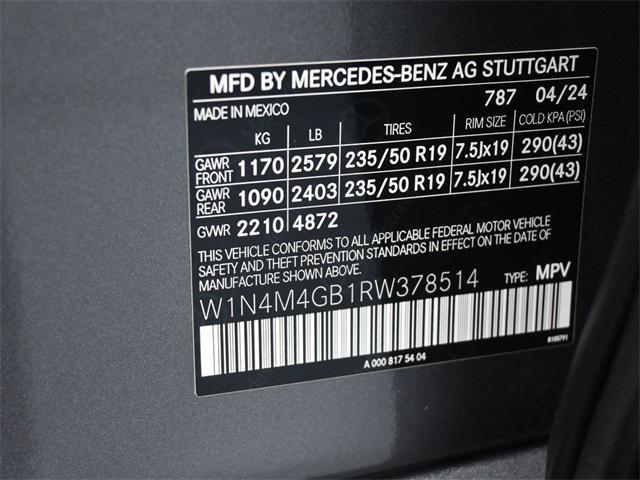 MFD BY MERCEDES-BENZ AG STUTTGART
MADE IN MEXICO 787 04/24
KG LB TIRES RIM SIZE COLD KPA(PSI)
GAWR FRONT 1170 2579 235/50 R19 7.5Jx19 290(43)
GAWR REAR 1090 2403 235/50 R19 7.5Jx19 290(43)
GVWR 2210 4872
THIS VEHICLE CONFORMS TO ALL APPLICABLE FEDERAL MOTOR VEHICLE
SAFETY AND THEFT PREVENTION STANDARDS IN EFFECT ON THE DATE OF
MANUFACTURE SHOWN ABOVE.
W1N4M4GB1RW378514 TYPE: MPV
A 000 817 54 04